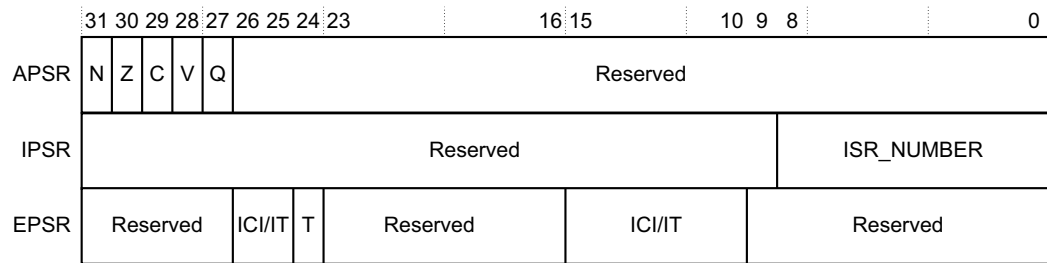 31 30 29 28 27 26 25 24 23 16 15 10 9 8 0
APSR N Z C V Q Reserved
IPSR Reserved ISR_NUMBER
EPSR Reserved ICI/IT T Reserved ICI/IT Reserved